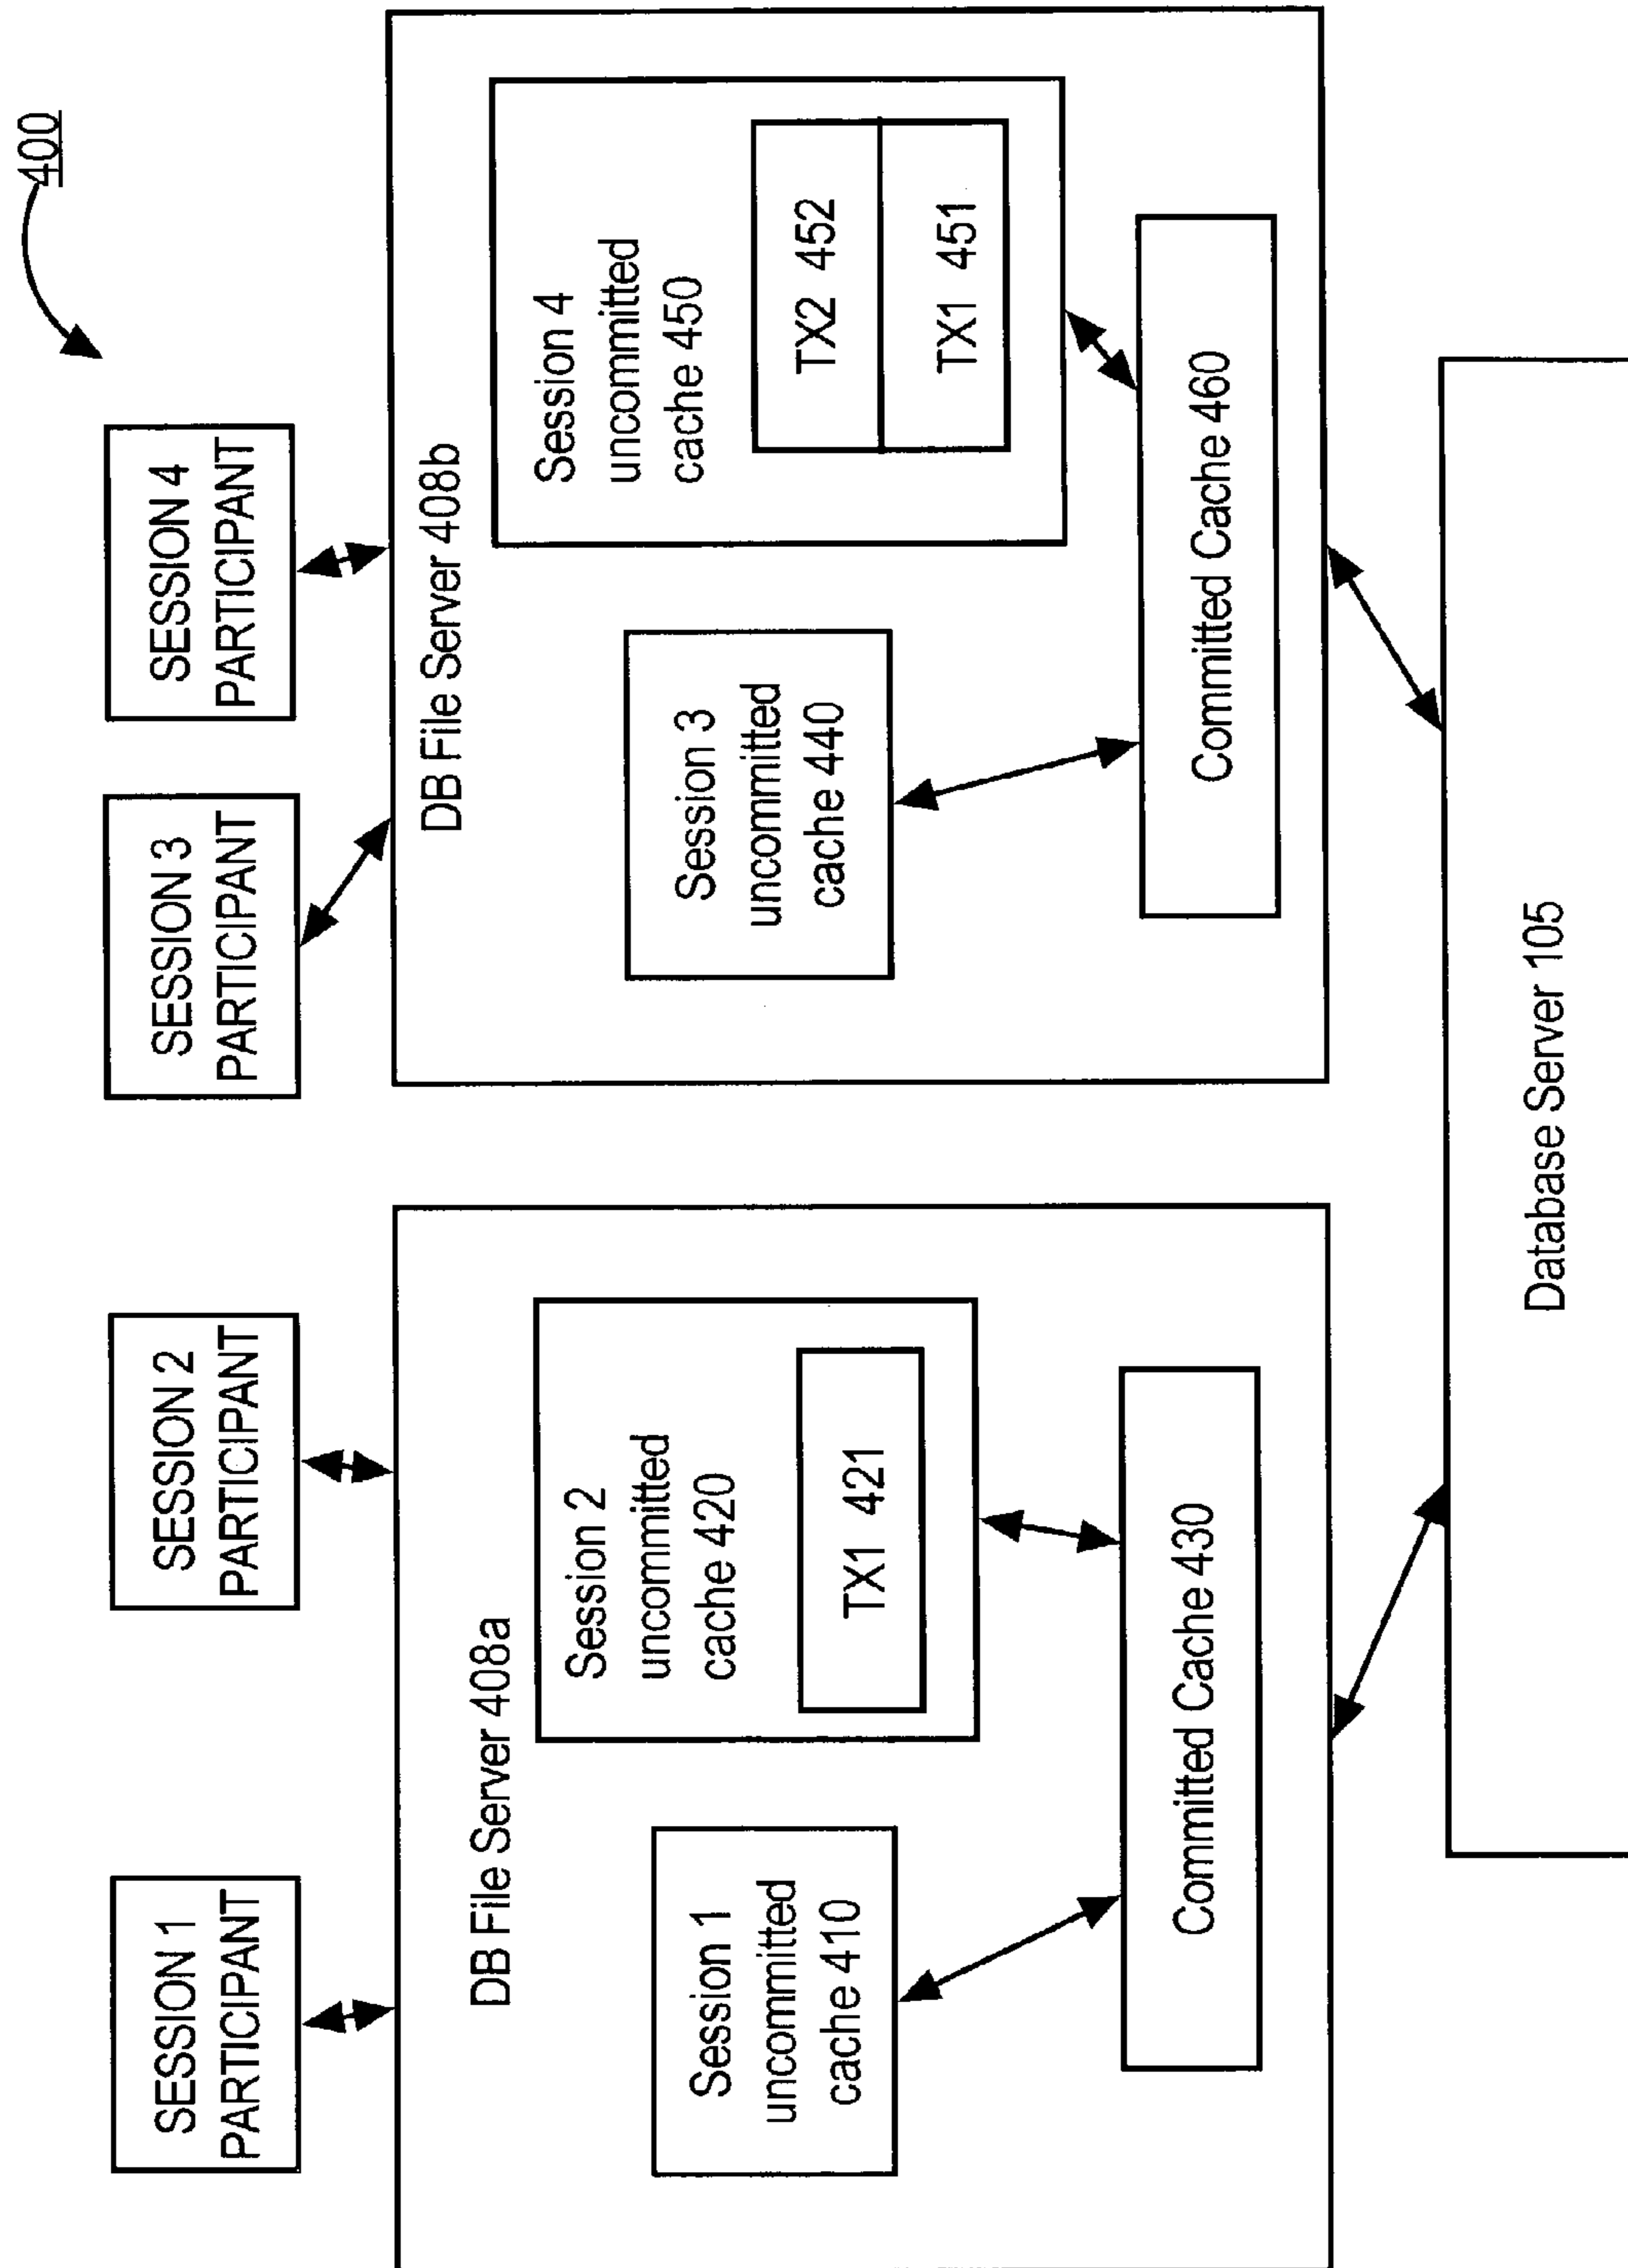 400
SESSION 1
PARTICIPANT
SESSION 2
PARTICIPANT
SESSION 3
PARTICIPANT
SESSION 4
PARTICIPANT
DB File Server 408a
Session 1
uncommitted
cache 410
Session 2
uncommitted
cache 420
TX1 421
Committed Cache 430
DB File Server 408b
Session 3
uncommitted
cache 440
Session 4
uncommitted
cache 450
TX2 452
TX1 451
Committed Cache 460
Database Server 105